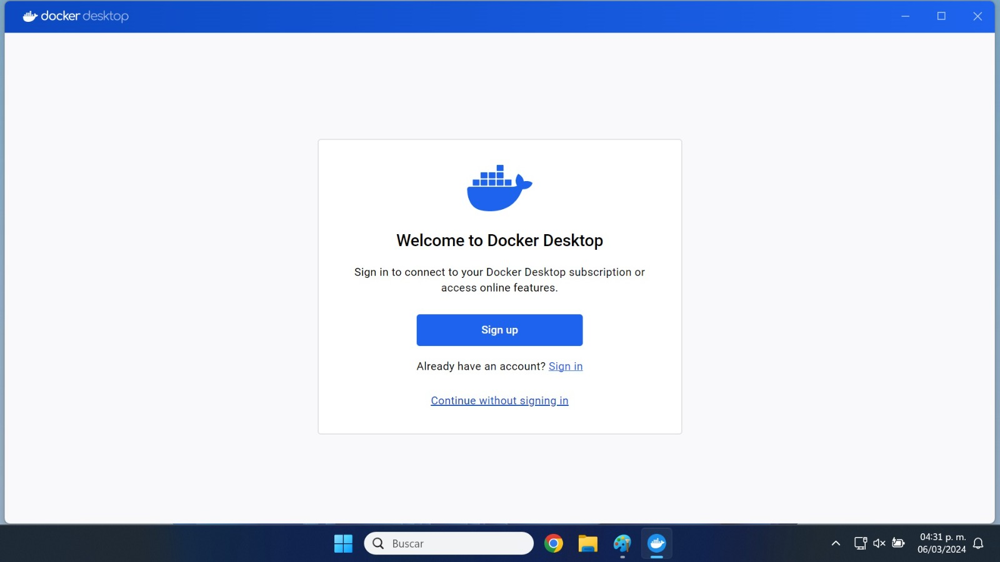 docker desktop
Welcome to Docker Desktop
Sign in to connect to your Docker Desktop subscription or
access online features.
Sign up
Already have an account? Sign in
Continue without signing in
Buscar
04:31 p. m.
06/03/2024